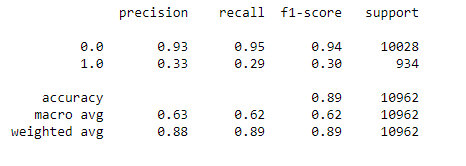 precision recall f1-score support
0.0 0.93 0.95 0.94 10028
1.0 0.33 0.29 0.30 934
accuracy 0.89 10962
macro avg 0.63 0.62 0.62 10962
weighted avg 0.88 0.89 0.89 10962